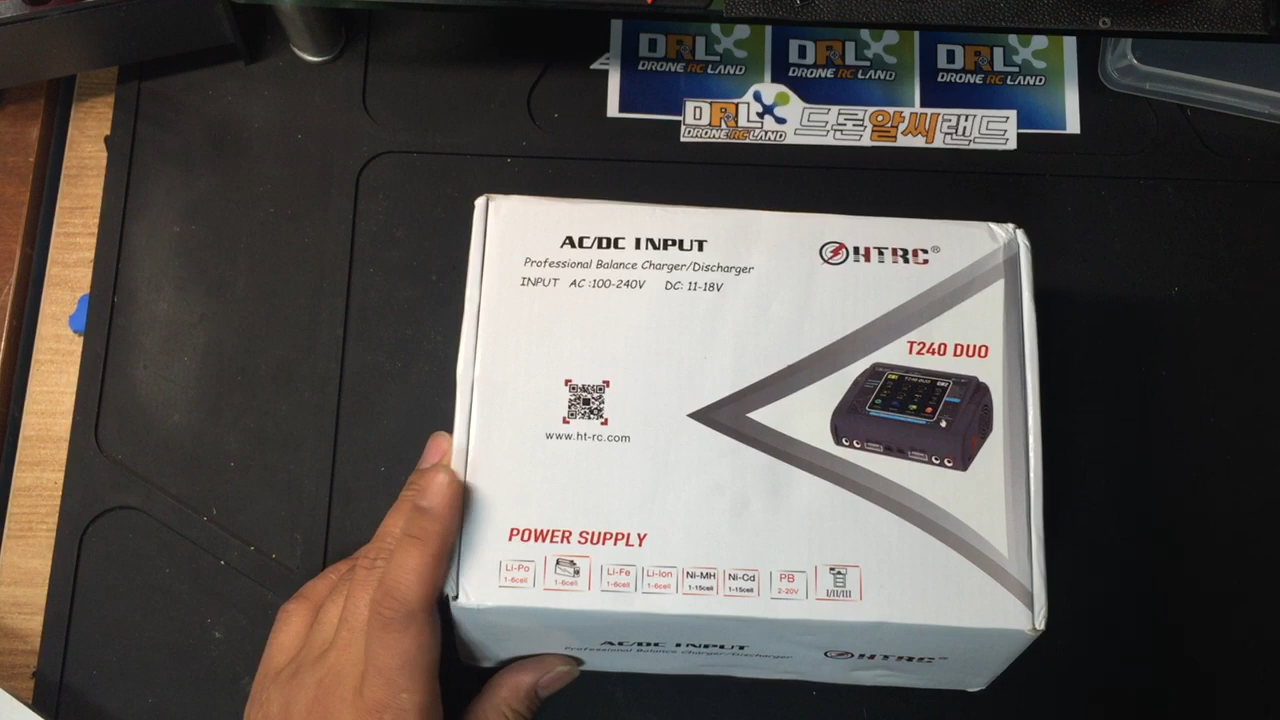 DRL
DRONE RC LAND
DRL
DRONE RC LAND
DRL
DRONE RC LAND
DRL
DRONE RC LAND
드론알씨랜드
AC/DC INPUT
Professional Balance Charger/Discharger
INPUT AC :100-240V DC: 11-18V
HTRC®
T240 DUO
T240 DUO
www.ht-rc.com
POWER SUPPLY
Li-Po
1-6cell
1-6cell
Li-Fe
1-6cell
Li-Ion
1-6cell
Ni-MH
1-15cell
Ni-Cd
1-15cell
PB
2-20V
I/II/III
AC/DC INPUT
Professional Balance Charger/Discharger
HTRC®